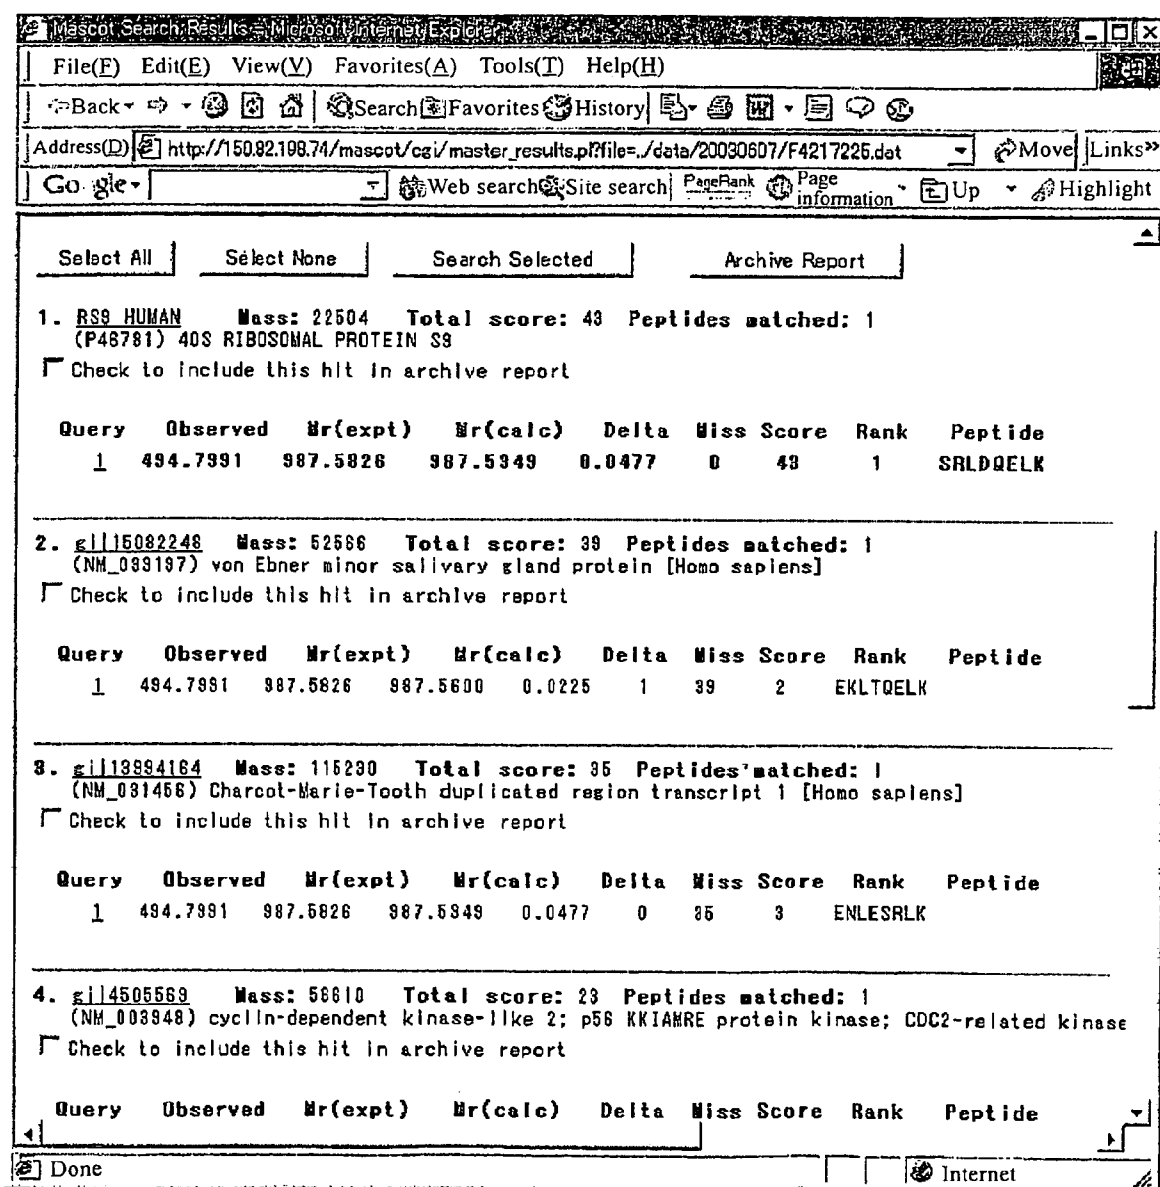 Mascot Search Results - Microsoft Internet Explorer
File(F) Edit(E) View(V) Favorites(A) Tools(T) Help(H)
Back Search Favorites History
Address(D) http://150.82.198.74/mascot/cgi/master_results.pl?file=../data/20030607/F4217226.dat Move Links»
Google Web search Site search PageRank Page information Up Highlight
Select All Select None Search Selected Archive Report
1. RS9 HUMAN Mass: 22504 Total score: 43 Peptides matched: 1
(P46781) 40S RIBOSOMAL PROTEIN S9
Check to include this hit in archive report
Query Observed Mr(expt) Mr(calc) Delta Miss Score Rank Peptide
1 494.7991 987.5826 987.5349 0.0477 0 43 1 SRLDQELK
2. gi|15082248 Mass: 52566 Total score: 39 Peptides matched: 1
(NM_033197) von Ebner minor salivary gland protein [Homo sapiens]
Check to include this hit in archive report
Query Observed Mr(expt) Mr(calc) Delta Miss Score Rank Peptide
1 494.7991 987.5826 987.5600 0.0225 1 39 2 EKLTQELK
3. gi|13994164 Mass: 115230 Total score: 35 Peptides matched: 1
(NM_031456) Charcot-Marie-Tooth duplicated region transcript 1 [Homo sapiens]
Check to include this hit in archive report
Query Observed Mr(expt) Mr(calc) Delta Miss Score Rank Peptide
1 494.7991 987.5826 987.5349 0.0477 0 35 3 ENLESRLK
4. gi|4505569 Mass: 56610 Total score: 23 Peptides matched: 1
(NM_003948) cyclin-dependent kinase-like 2; p56 KKIAMRE protein kinase; CDC2-related kinase
Check to include this hit in archive report
Query Observed Mr(expt) Mr(calc) Delta Miss Score Rank Peptide
Done Internet